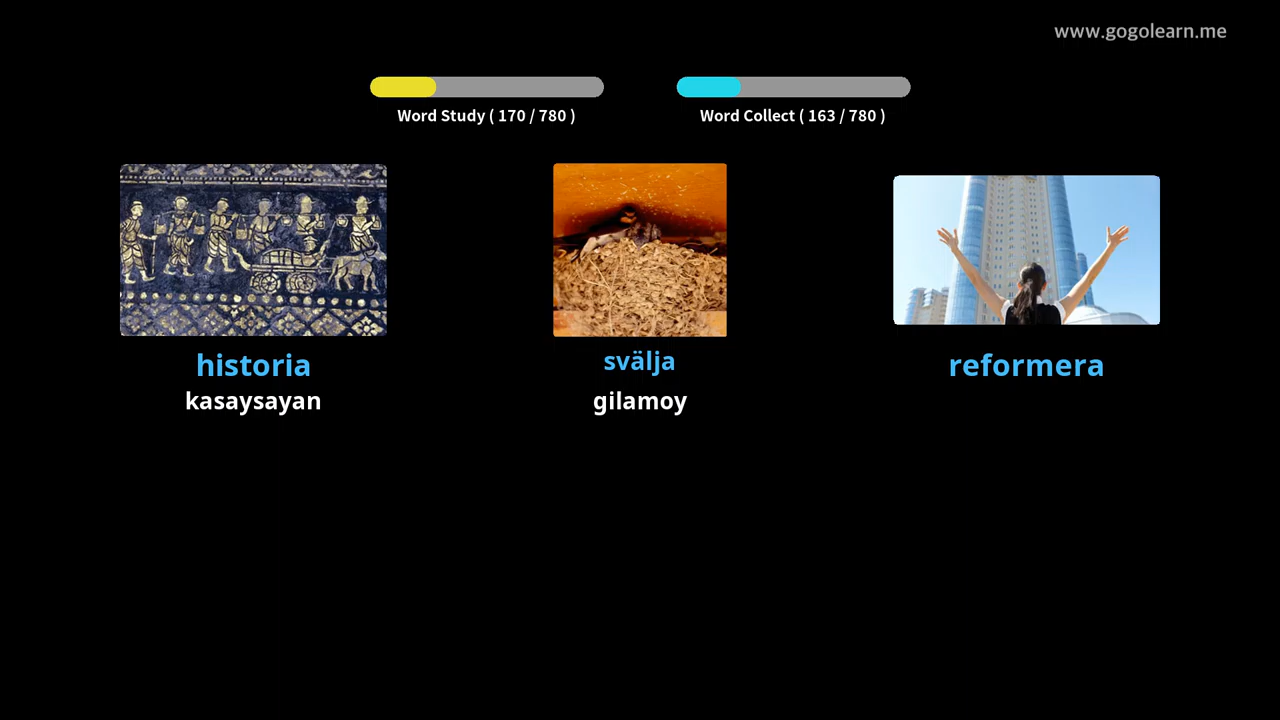 www.gogolearn.me
Word Study ( 170 / 780 )
Word Collect ( 163 / 780 )
historia
kasaysayan
svälja
gilamoy
reformera